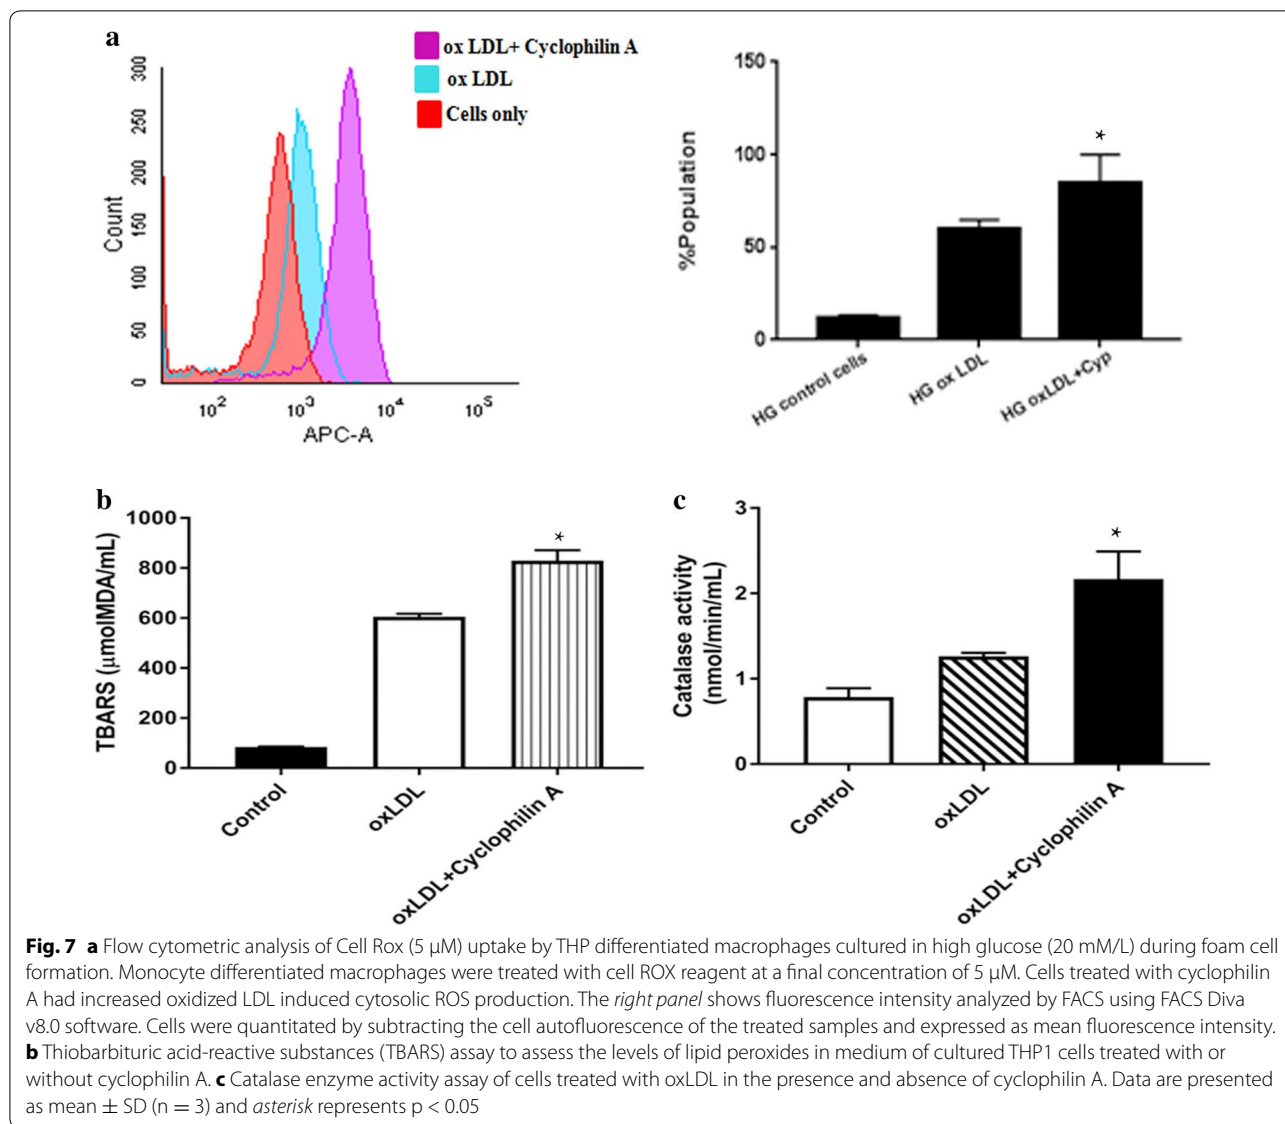 a
ox LDL+ Cyclophilin A
ox LDL
Cells only
300
250
200
150
100
50
0
Count
10² 10³ 10⁴ 10⁵
APC-A
150
100
50
0
%Population
*
HG control cells
HG ox LDL
HG oxLDL+Cyp
b
1000
800
600
400
200
0
TBARS (µmolMDA/mL)
*
Control
oxLDL
oxLDL+Cyclophilin A
c
3
2
1
0
Catalase activity
(nmol/min/mL)
*
Control
oxLDL
oxLDL+Cyclophilin A
Fig. 7 a Flow cytometric analysis of Cell Rox (5 µM) uptake by THP differentiated macrophages cultured in high glucose (20 mM/L) during foam cell
formation. Monocyte differentiated macrophages were treated with cell ROX reagent at a final concentration of 5 µM. Cells treated with cyclophilin
A had increased oxidized LDL induced cytosolic ROS production. The right panel shows fluorescence intensity analyzed by FACS using FACS Diva
v8.0 software. Cells were quantitated by subtracting the cell autofluorescence of the treated samples and expressed as mean fluorescence intensity.
b Thiobarbituric acid-reactive substances (TBARS) assay to assess the levels of lipid peroxides in medium of cultured THP1 cells treated with or
without cyclophilin A. c Catalase enzyme activity assay of cells treated with oxLDL in the presence and absence of cyclophilin A. Data are presented
as mean ± SD (n = 3) and asterisk represents p < 0.05